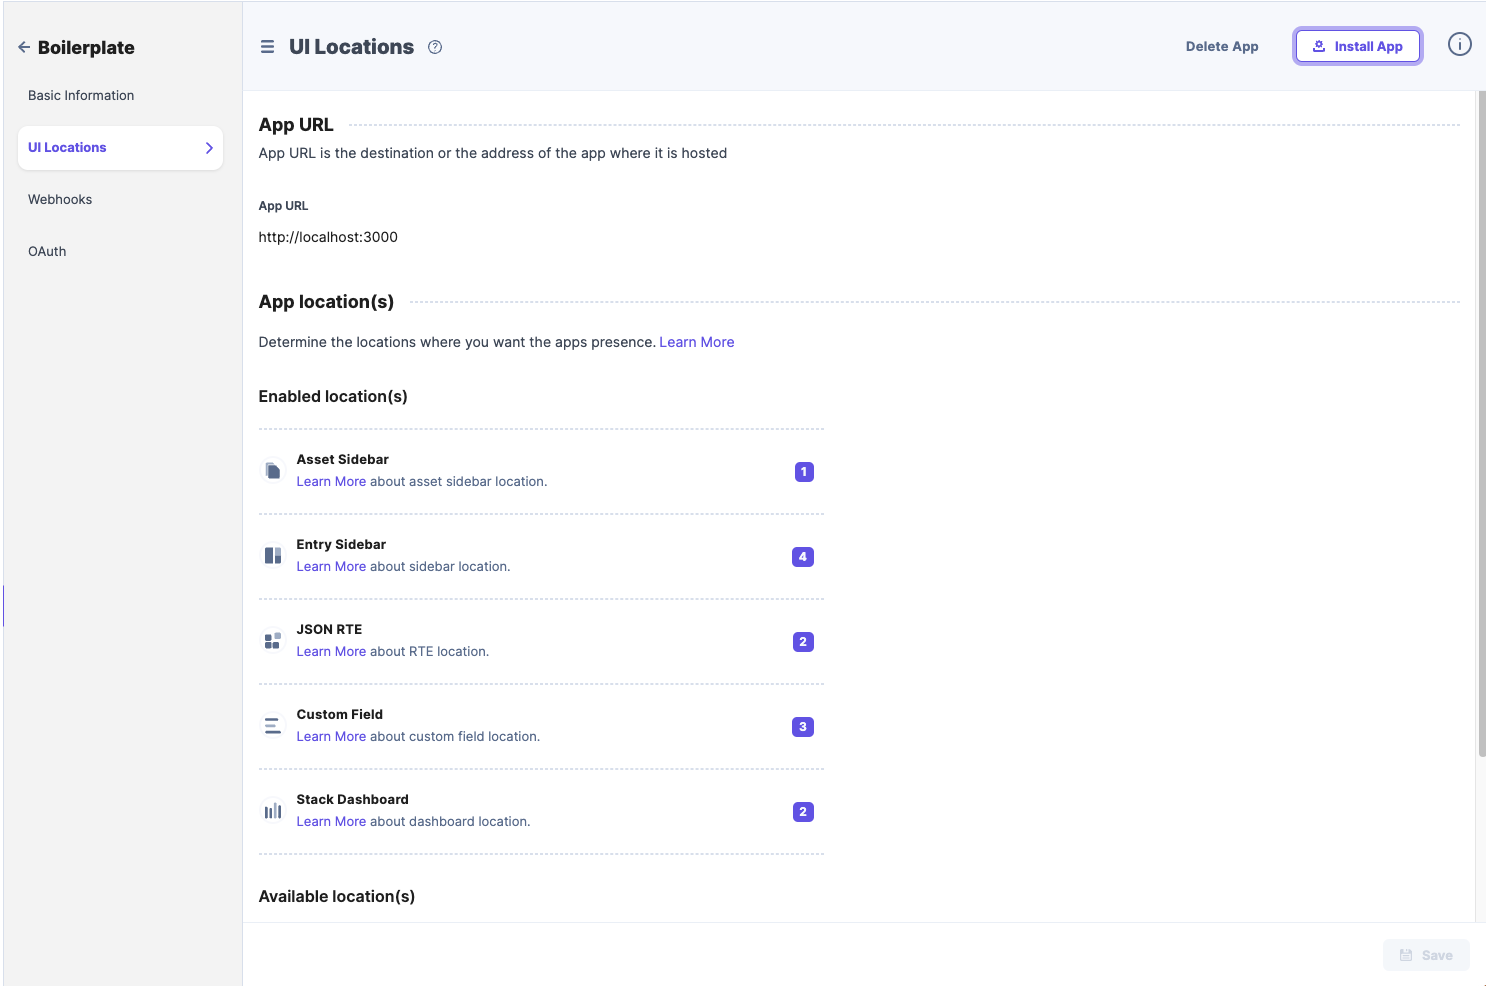 Boilerplate
Basic Information
UI Locations
Webhooks
OAuth
UI Locations
Delete App
Install App
App URL
App URL is the destination or the address of the app where it is hosted
App URL
http://localhost:3000
App location(s)
Determine the locations where you want the apps presence. Learn More
Enabled location(s)
Asset Sidebar
Learn More about asset sidebar location.
1
Entry Sidebar
Learn More about sidebar location.
4
JSON RTE
Learn More about RTE location.
2
Custom Field
Learn More about custom field location.
3
Stack Dashboard
Learn More about dashboard location.
2
Available location(s)
Save